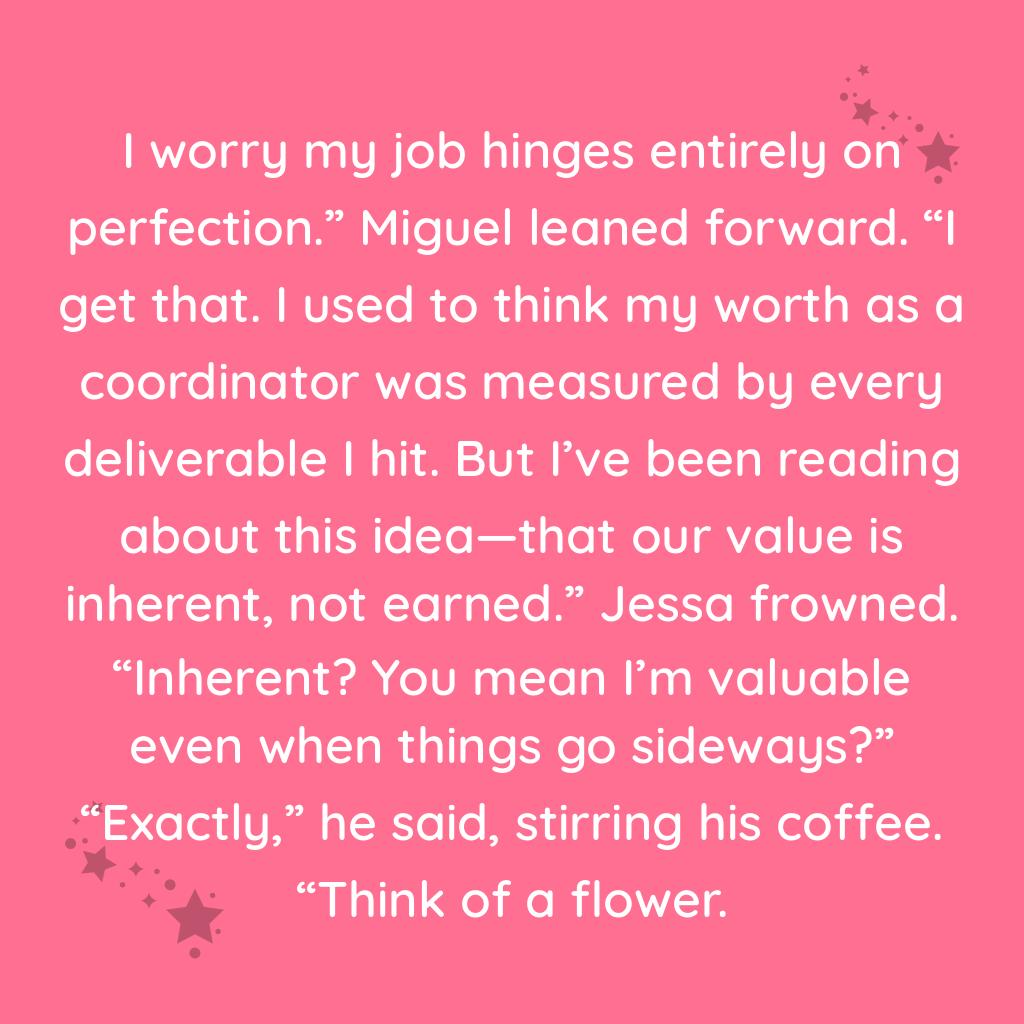 I worry my job hinges entirely on
perfection.” Miguel leaned forward. “I
get that. I used to think my worth as a
coordinator was measured by every
deliverable I hit. But I’ve been reading
about this idea—that our value is
inherent, not earned.” Jessa frowned.
“Inherent? You mean I’m valuable
even when things go sideways?”
“Exactly,” he said, stirring his coffee.
“Think of a flower.